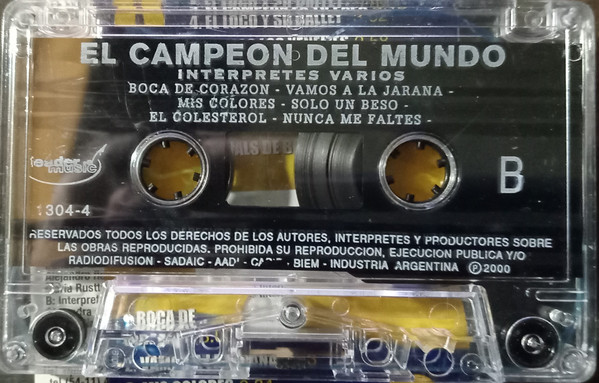 4. EL LOCO Y SU BALLET
EL CAMPEON DEL MUNDO
INTERPRETES VARIOS
BOCA DE CORAZON - VAMOS A LA JARANA -
MIS COLORES - SOLO UN BESO -
EL COLESTEROL - NUNCA ME FALTES -
leader music
B
1304-4
RESERVADOS TODOS LOS DERECHOS DE LOS AUTORES, INTERPRETES Y PRODUCTORES SOBRE
LAS OBRAS REPRODUCIDAS. PROHIBIDA SU REPRODUCCION, EJECUCION PUBLICA Y/O
RADIODIFUSION - SADAIC - BIEM - INDUSTRIA ARGENTINA Ⓟ2000
BOCA DE